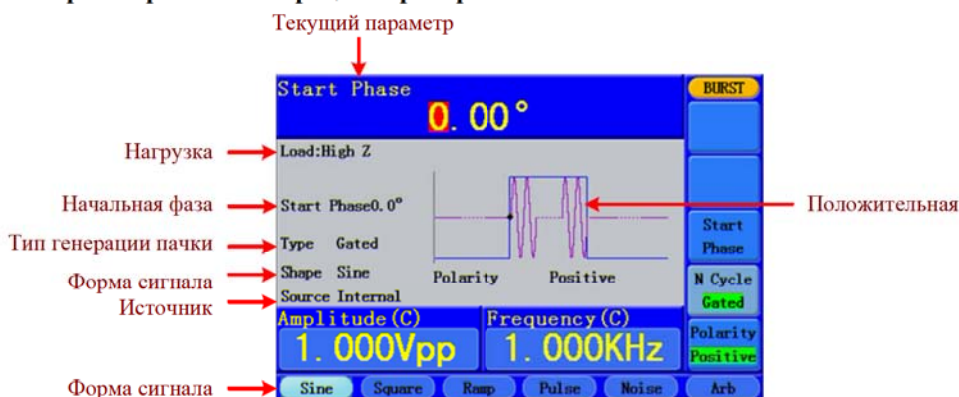 Текущий параметр
Start Phase
0.00°
BURST
Нагрузка
Load:High Z
Начальная фаза
Start Phase0.0°
Положительная
Start
Phase
Тип генерации пачки
Type Gated
Форма сигнала
Shape Sine
Polarity Positive
N Cycle
Gated
Источник
Source Internal
Amplitude(C)
1.000Vpp
Frequency(C)
1.000KHz
Polarity
Positive
Форма сигнала
Sine Square Ramp Pulse Noise Arb